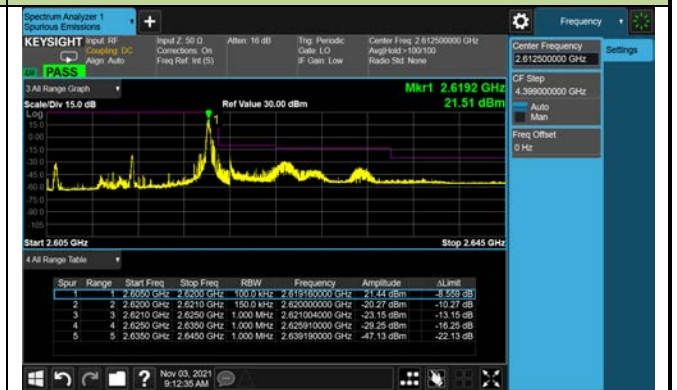 Spectrum Analyzer 1
Spurious Emissions
+
Frequency
KEYSIGHT Input: RF Input Z: 50 Ω Atten: 16 dB Trig: Periodic Center Freq: 2.612500000 GHz
Coupling: DC Corrections: On Gate: LO Avg|Hold:>100/100
Align: Auto Freq Ref: Int (S) IF Gain: Low Radio Std: None
PASS
Center Frequency
2.612500000 GHz
Settings
CF Step
4.399000000 GHz
Auto
Man
Freq Offset
0 Hz
3 All Range Graph
Mkr1 2.6192 GHz
Scale/Div 15.0 dB Ref Value 30.00 dBm 21.51 dBm
Log
15.0
0.00
-15.0
-30.0
-45.0
-60.0
-75.0
-90.0
-105
1
Start 2.605 GHz Stop 2.645 GHz
4 All Range Table
Spur Range Start Freq Stop Freq RBW Frequency Amplitude ΔLimit
1 1 2.6050 GHz 2.6200 GHz 100.0 kHz 2.619160000 GHz 21.44 dBm -8.559 dB
2 2 2.6200 GHz 2.6210 GHz 150.0 kHz 2.620000000 GHz -20.27 dBm -10.27 dB
3 3 2.6210 GHz 2.6250 GHz 1.000 MHz 2.621004000 GHz -23.15 dBm -13.15 dB
4 4 2.6250 GHz 2.6350 GHz 1.000 MHz 2.625910000 GHz -29.25 dBm -16.25 dB
5 5 2.6350 GHz 2.6450 GHz 1.000 MHz 2.639190000 GHz -47.13 dBm -22.13 dB
? Nov 03, 2021
9:12:35 AM